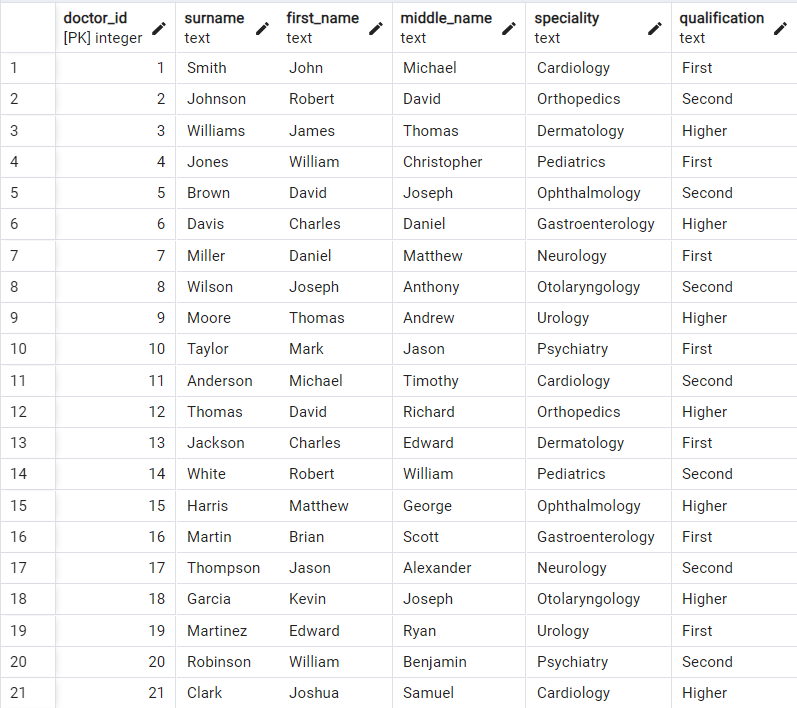 doctor_id surname first_name middle_name speciality qualification
[PK] integer text text text text text
1 1 Smith John Michael Cardiology First
2 2 Johnson Robert David Orthopedics Second
3 3 Williams James Thomas Dermatology Higher
4 4 Jones William Christopher Pediatrics First
5 5 Brown David Joseph Ophthalmology Second
6 6 Davis Charles Daniel Gastroenterology Higher
7 7 Miller Daniel Matthew Neurology First
8 8 Wilson Joseph Anthony Otolaryngology Second
9 9 Moore Thomas Andrew Urology Higher
10 10 Taylor Mark Jason Psychiatry First
11 11 Anderson Michael Timothy Cardiology Second
12 12 Thomas David Richard Orthopedics Higher
13 13 Jackson Charles Edward Dermatology First
14 14 White Robert William Pediatrics Second
15 15 Harris Matthew George Ophthalmology Higher
16 16 Martin Brian Scott Gastroenterology First
17 17 Thompson Jason Alexander Neurology Second
18 18 Garcia Kevin Joseph Otolaryngology Higher
19 19 Martinez Edward Ryan Urology First
20 20 Robinson William Benjamin Psychiatry Second
21 21 Clark Joshua Samuel Cardiology Higher